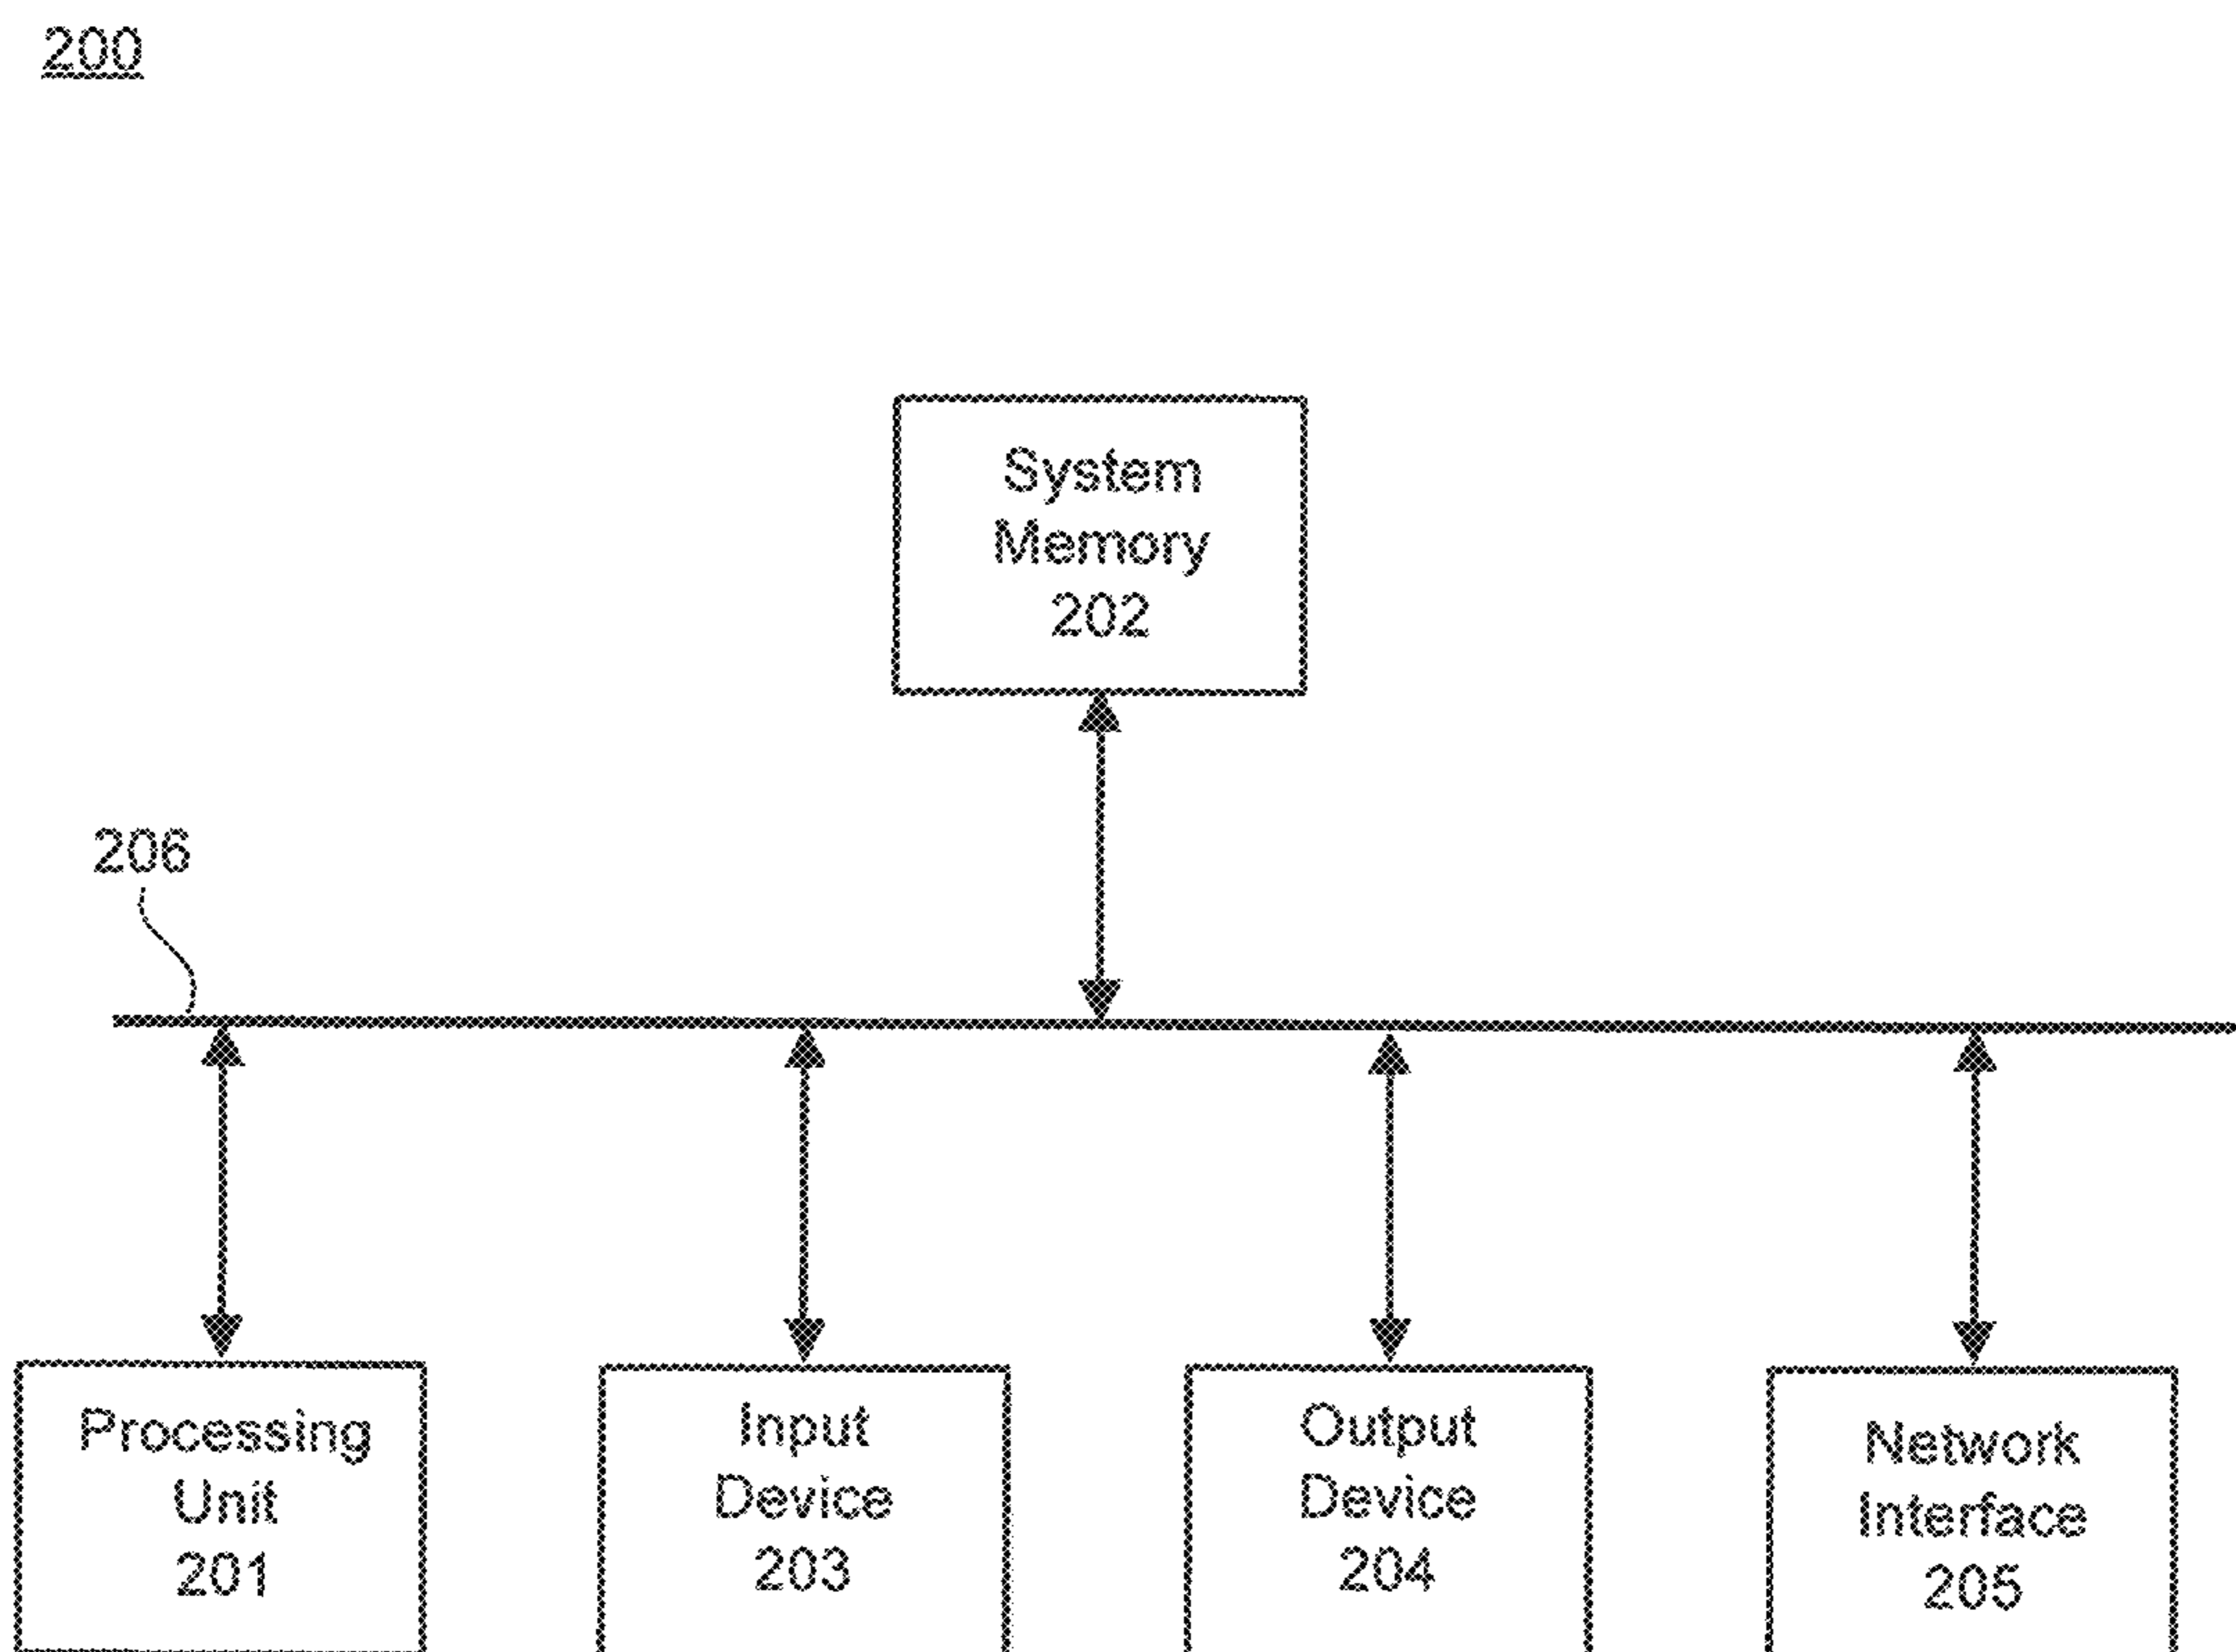 200
System
Memory
202
206
Processing
Unit
201
Input
Device
203
Output
Device
204
Network
Interface
205